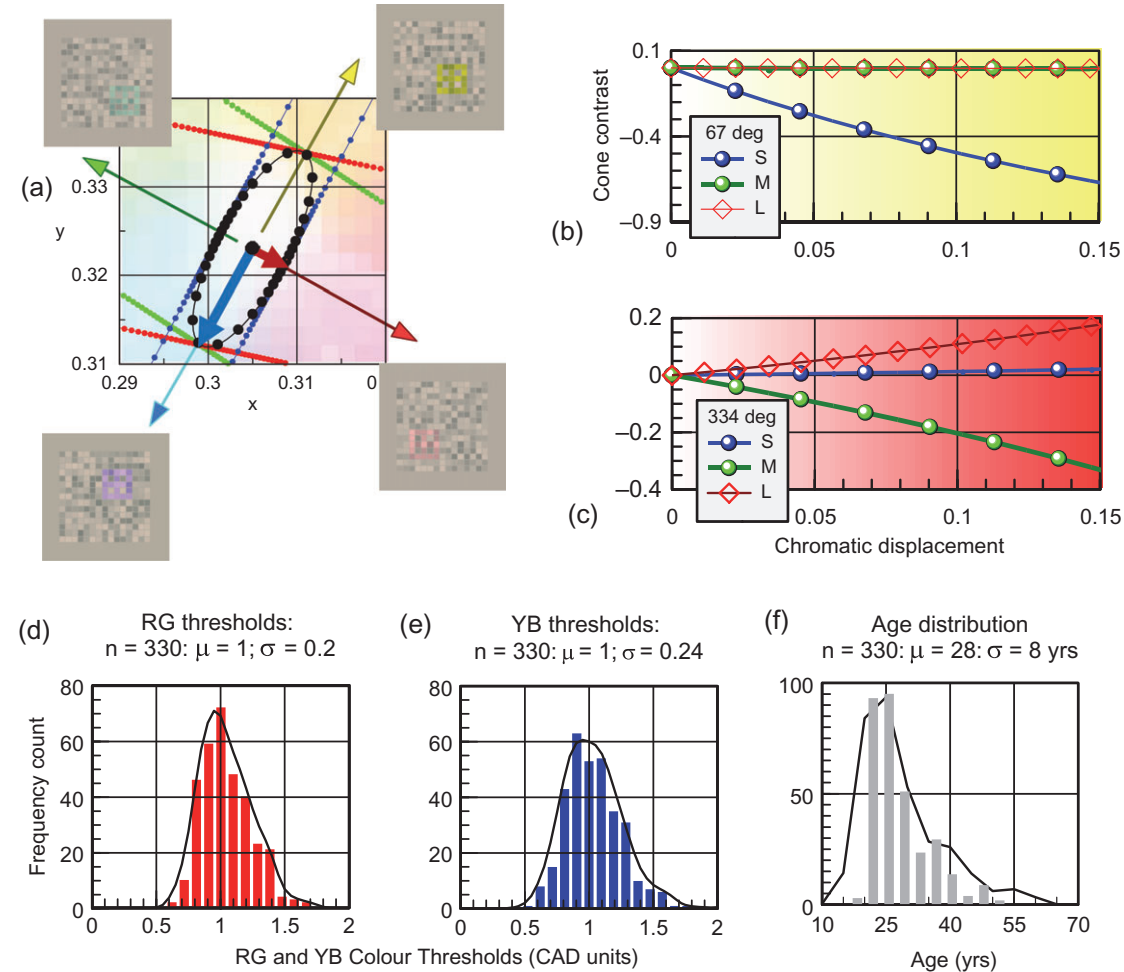 (a)
y
0.33
0.32
0.31
0.29
0.3
0.31
0
x
(b)
Cone contrast
0.1
−0.4
−0.9
67 deg
S
M
L
0
0.05
0.1
0.15
(c)
0.2
0
−0.2
−0.4
334 deg
S
M
L
0
0.05
0.1
0.15
Chromatic displacement
(d)
RG thresholds:
n = 330: μ = 1; σ = 0.2
Frequency count
80
60
40
20
0
0
0.5
1
1.5
2
(e)
YB thresholds:
n = 330: μ = 1; σ = 0.24
80
60
40
20
0
0
0.5
1
1.5
2
RG and YB Colour Thresholds (CAD units)
(f)
Age distribution
n = 330: μ = 28: σ = 8 yrs
100
50
0
10
25
40
55
70
Age (yrs)